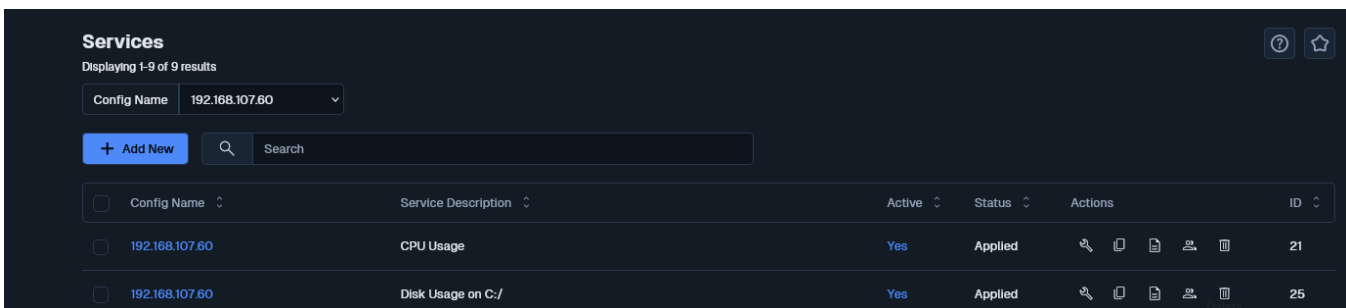 Services
Displaying 1-9 of 9 results
Config Name 192.168.107.60
Add New Search
Config Name Service Description Active Status Actions ID
192.168.107.60 CPU Usage Yes Applied 21
192.168.107.60 Disk Usage on C:/ Yes Applied 25
Delete